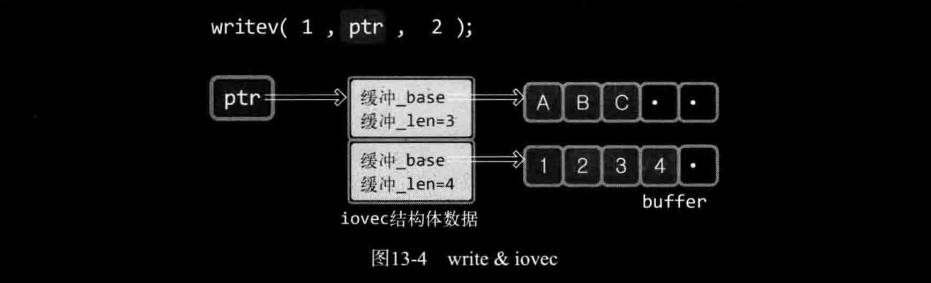 writev( 1 , ptr , 2 );
ptr
缓冲_base
缓冲_len=3
A B C • •
缓冲_base
缓冲_len=4
1 2 3 4 •
buffer
iovec结构体数据
图13-4 write & iovec